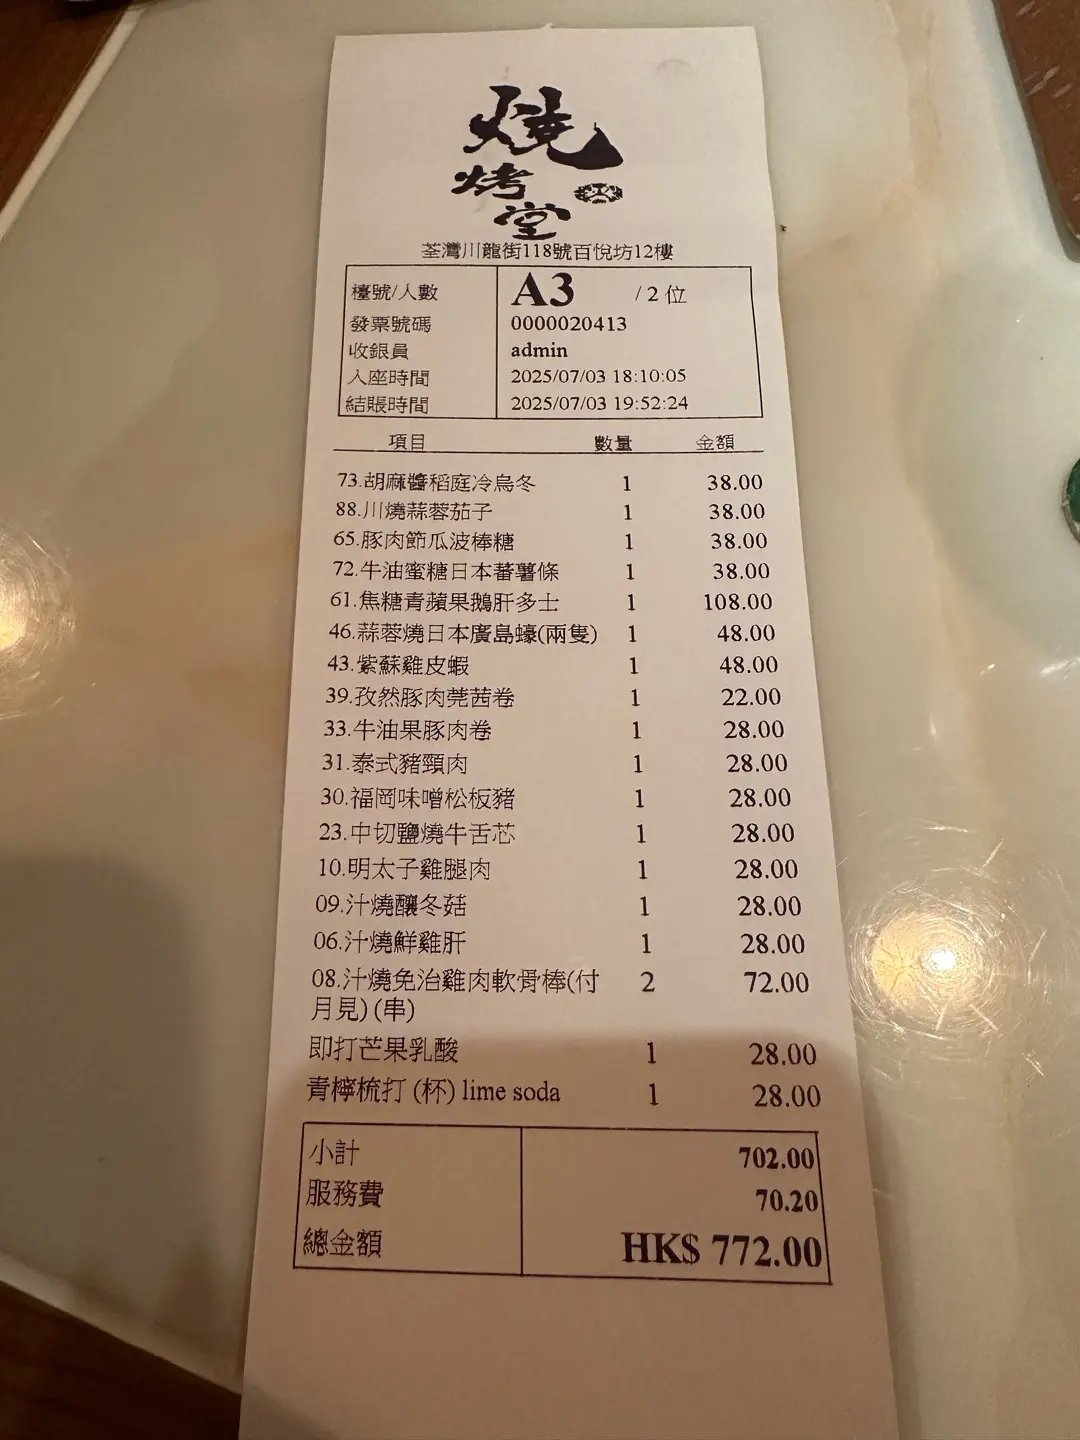 燒
烤
堂
荃灣川龍街118號百悅坊12樓
檯號/人數 A3 / 2 位
發票號碼 0000020413
收銀員 admin
入座時間 2025/07/03 18:10:05
結賬時間 2025/07/03 19:52:24
項目 數量 金額
73.胡麻醬稻庭冷烏冬 1 38.00
88.川燒蒜蓉茄子 1 38.00
65.豚肉節瓜波棒糖 1 38.00
72.牛油蜜糖日本蕃薯條 1 38.00
61.焦糖青蘋果鵝肝多士 1 108.00
46.蒜蓉燒日本廣島蠔(兩隻) 1 48.00
43.紫蘇雞皮蝦 1 48.00
39.孜然豚肉莞茜卷 1 22.00
33.牛油果豚肉卷 1 28.00
31.泰式豬頸肉 1 28.00
30.福岡味噌松板豬 1 28.00
23.中切鹽燒牛舌芯 1 28.00
10.明太子雞腿肉 1 28.00
09.汁燒釀冬菇 1 28.00
06.汁燒鮮雞肝 1 28.00
08.汁燒免治雞肉軟骨棒(付 2 72.00
月見) (串)
即打芒果乳酸 1 28.00
青檸梳打 (杯) lime soda 1 28.00
小計 702.00
服務費 70.20
總金額 HK$ 772.00